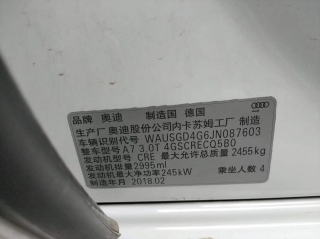 品牌 奥迪 制造国 德国
生产厂 奥迪股份公司内卡苏姆工厂 制造
车辆识别代号 WAUSGD4G6JN087603
整车型号 A7 3.0T 4GSCRECQ580
发动机型号 CRE 最大允许总质量 2455kg
发动机排量 2995ml
发动机最大净功率 245kW 乘坐人数 4
制造年月 2018.02